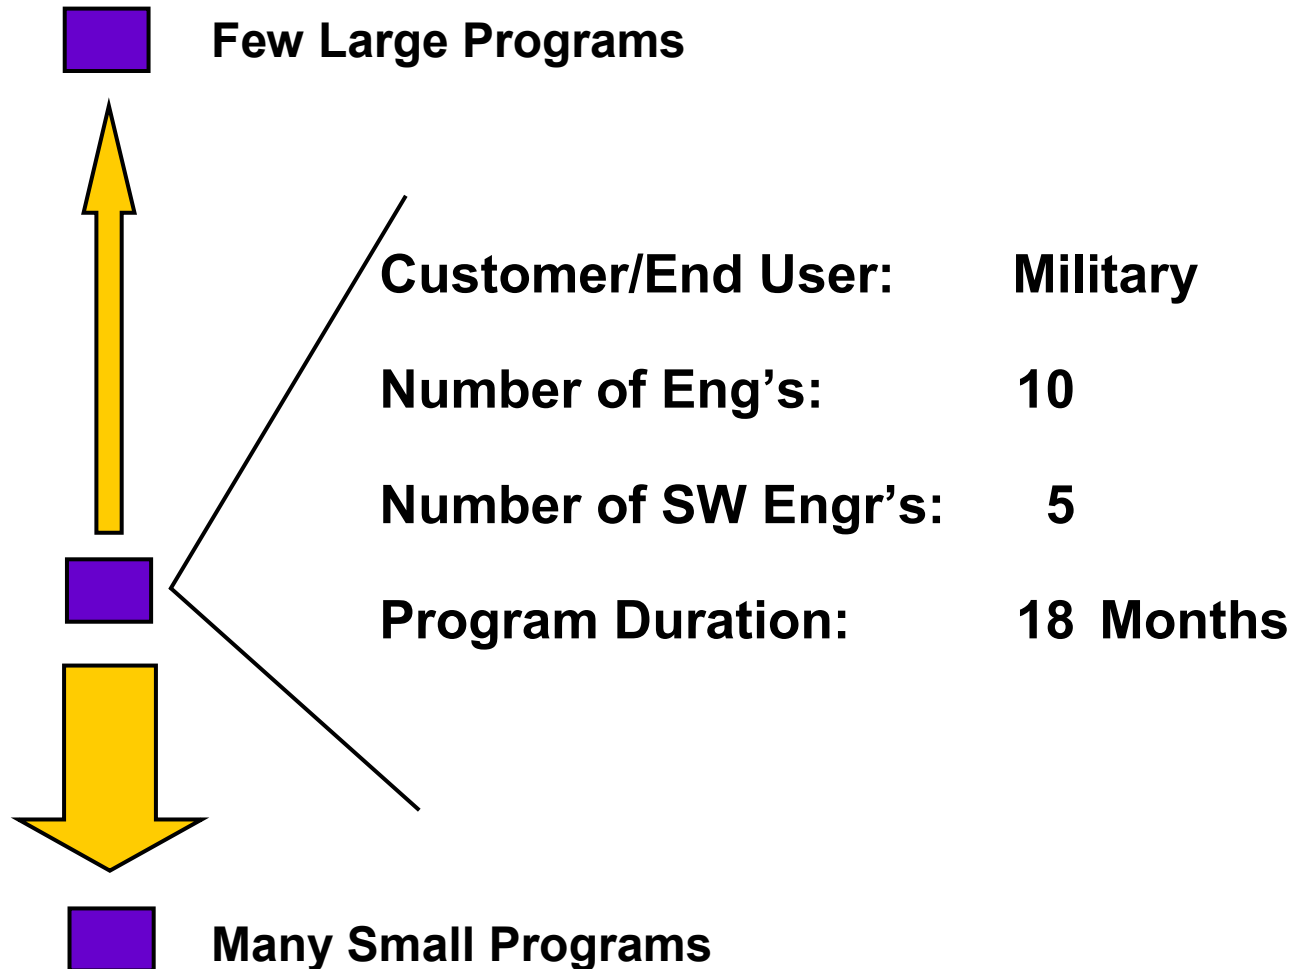 Few Large Programs
Customer/End User: Military
Number of Eng’s: 10
Number of SW Engr’s: 5
Program Duration: 18 Months
Many Small Programs